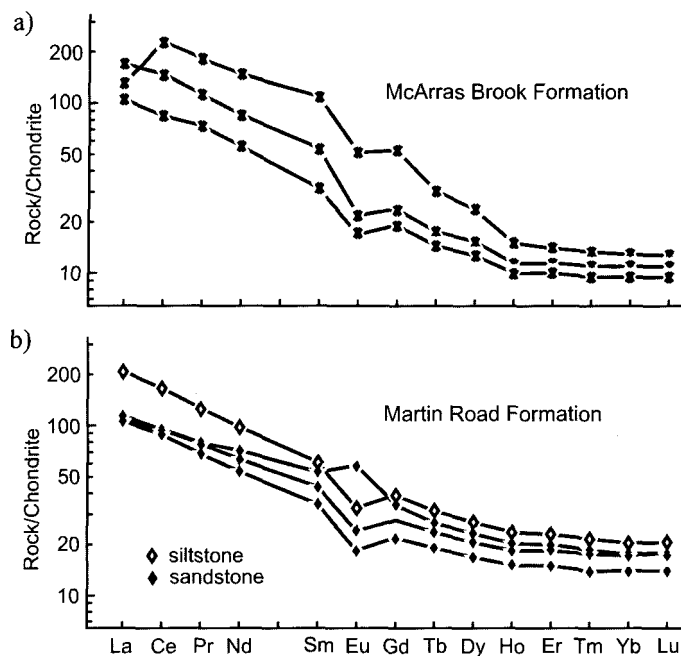 a)
200
100
50
20
10
Rock/Chondrite
McArras Brook Formation
b)
200
100
50
20
10
Rock/Chondrite
Martin Road Formation
siltstone
sandstone
La Ce Pr Nd Sm Eu Gd Tb Dy Ho Er Tm Yb Lu